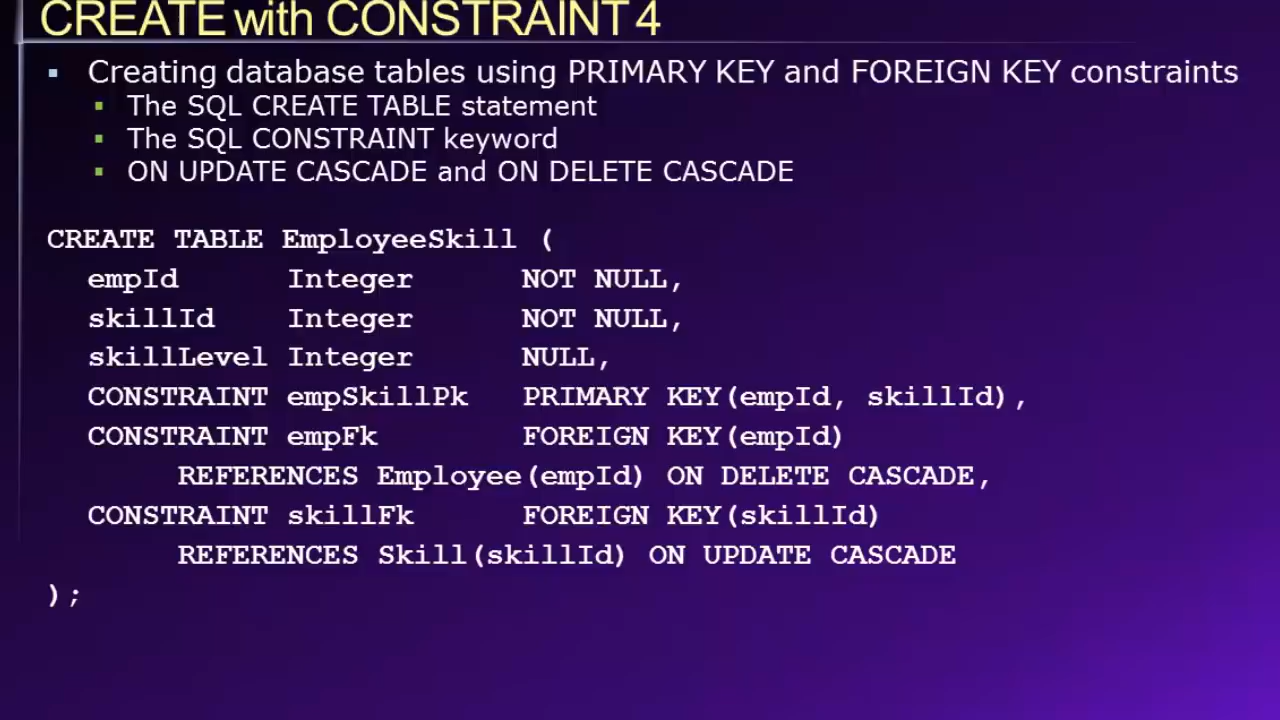 CREATE with CONSTRAINT 4
▪ Creating database tables using PRIMARY KEY and FOREIGN KEY constraints
▪ The SQL CREATE TABLE statement
▪ The SQL CONSTRAINT keyword
▪ ON UPDATE CASCADE and ON DELETE CASCADE
CREATE TABLE EmployeeSkill (
empId Integer NOT NULL,
skillId Integer NOT NULL,
skillLevel Integer NULL,
CONSTRAINT empSkillPk PRIMARY KEY(empId, skillId),
CONSTRAINT empFk FOREIGN KEY(empId)
REFERENCES Employee(empId) ON DELETE CASCADE,
CONSTRAINT skillFk FOREIGN KEY(skillId)
REFERENCES Skill(skillId) ON UPDATE CASCADE
);